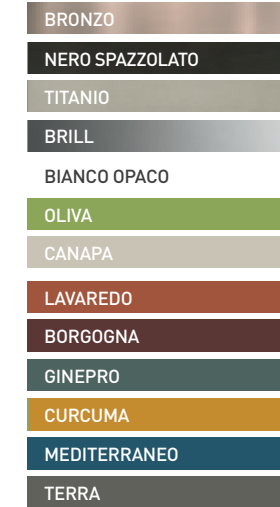 BRONZO
NERO SPAZZOLATO
TITANIO
BRILL
BIANCO OPACO
OLIVA
CANAPA
LAVAREDO
BORGOGNA
GINEPRO
CURCUMA
MEDITERRANEO
TERRA